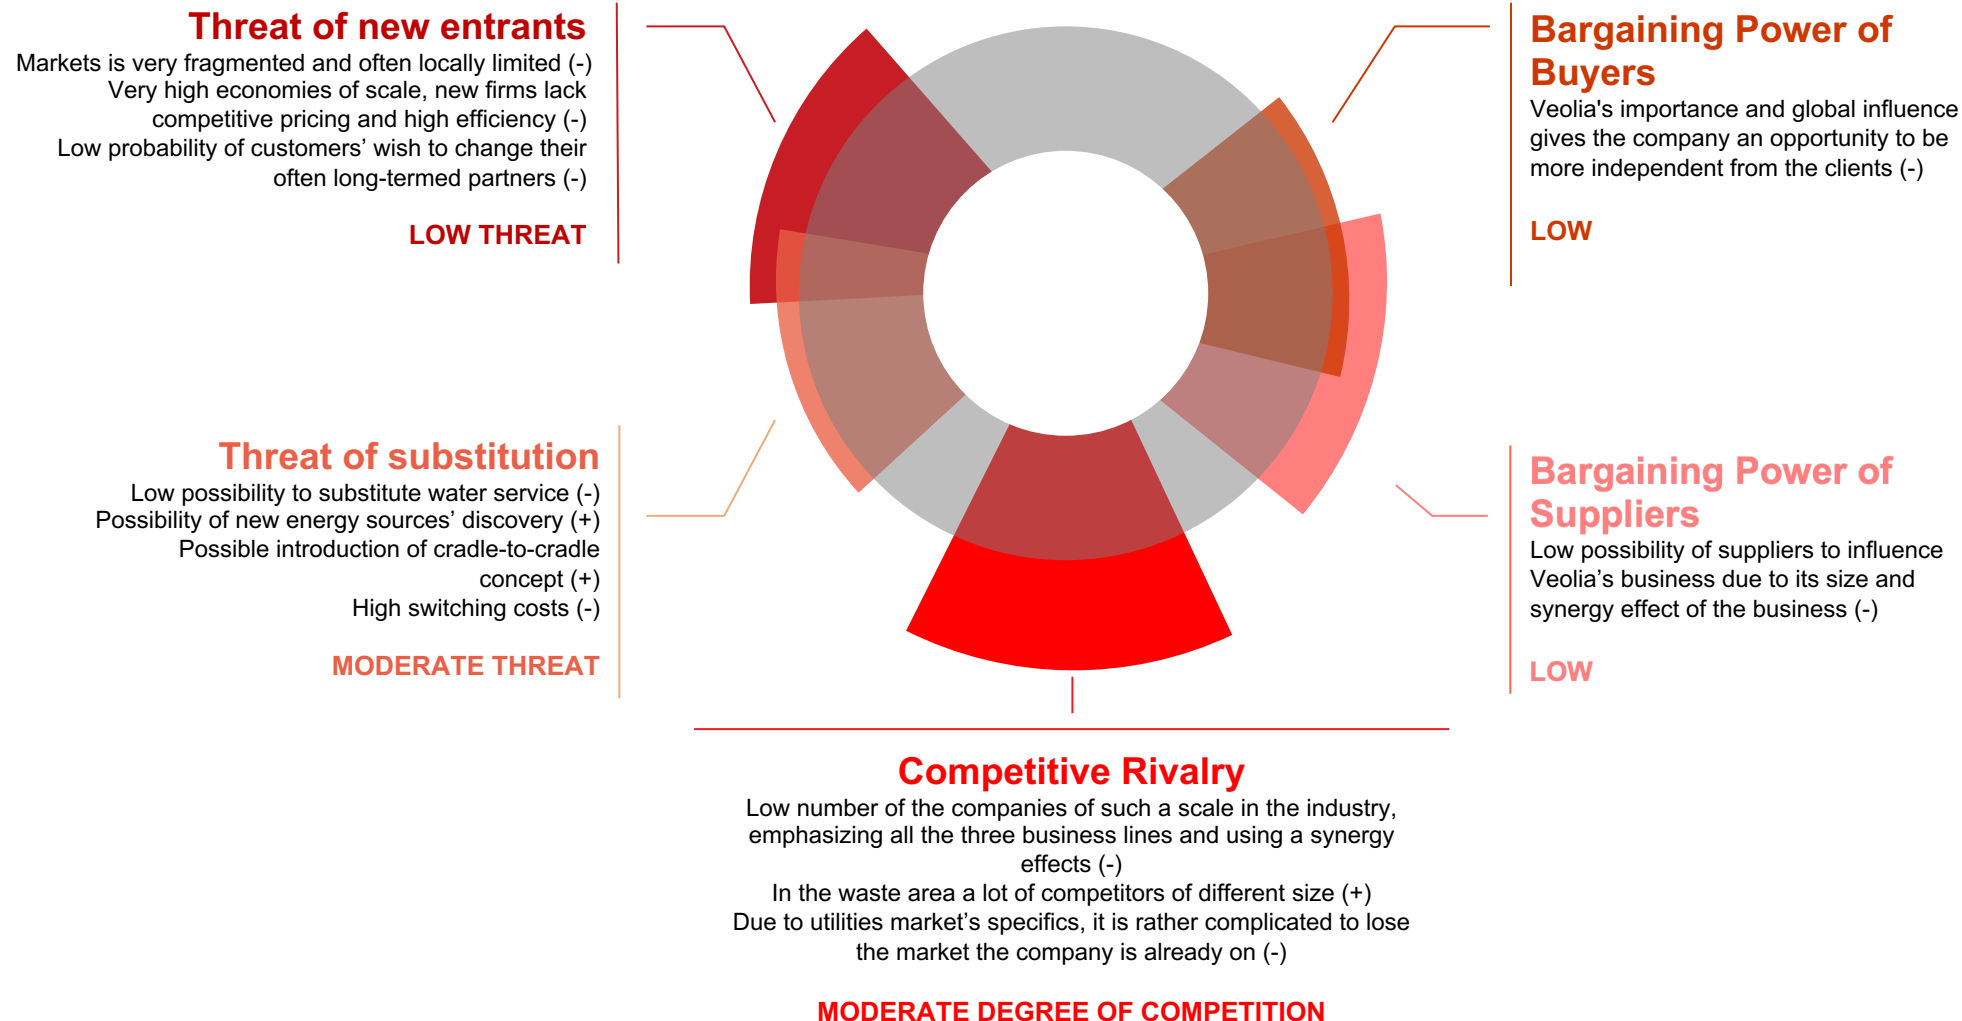 Threat of new entrants
Markets is very fragmented and often locally limited (-)
Very high economies of scale, new firms lack
competitive pricing and high efficiency (-)
Low probability of customers’ wish to change their
often long-termed partners (-)
LOW THREAT
Bargaining Power of
Buyers
Veolia's importance and global influence
gives the company an opportunity to be
more independent from the clients (-)
LOW
Threat of substitution
Low possibility to substitute water service (-)
Possibility of new energy sources’ discovery (+)
Possible introduction of cradle-to-cradle
concept (+)
High switching costs (-)
MODERATE THREAT
Bargaining Power of
Suppliers
Low possibility of suppliers to influence
Veolia’s business due to its size and
synergy effect of the business (-)
LOW
Competitive Rivalry
Low number of the companies of such a scale in the industry,
emphasizing all the three business lines and using a synergy
effects (-)
In the waste area a lot of competitors of different size (+)
Due to utilities market’s specifics, it is rather complicated to lose
the market the company is already on (-)
MODERATE DEGREE OF COMPETITION